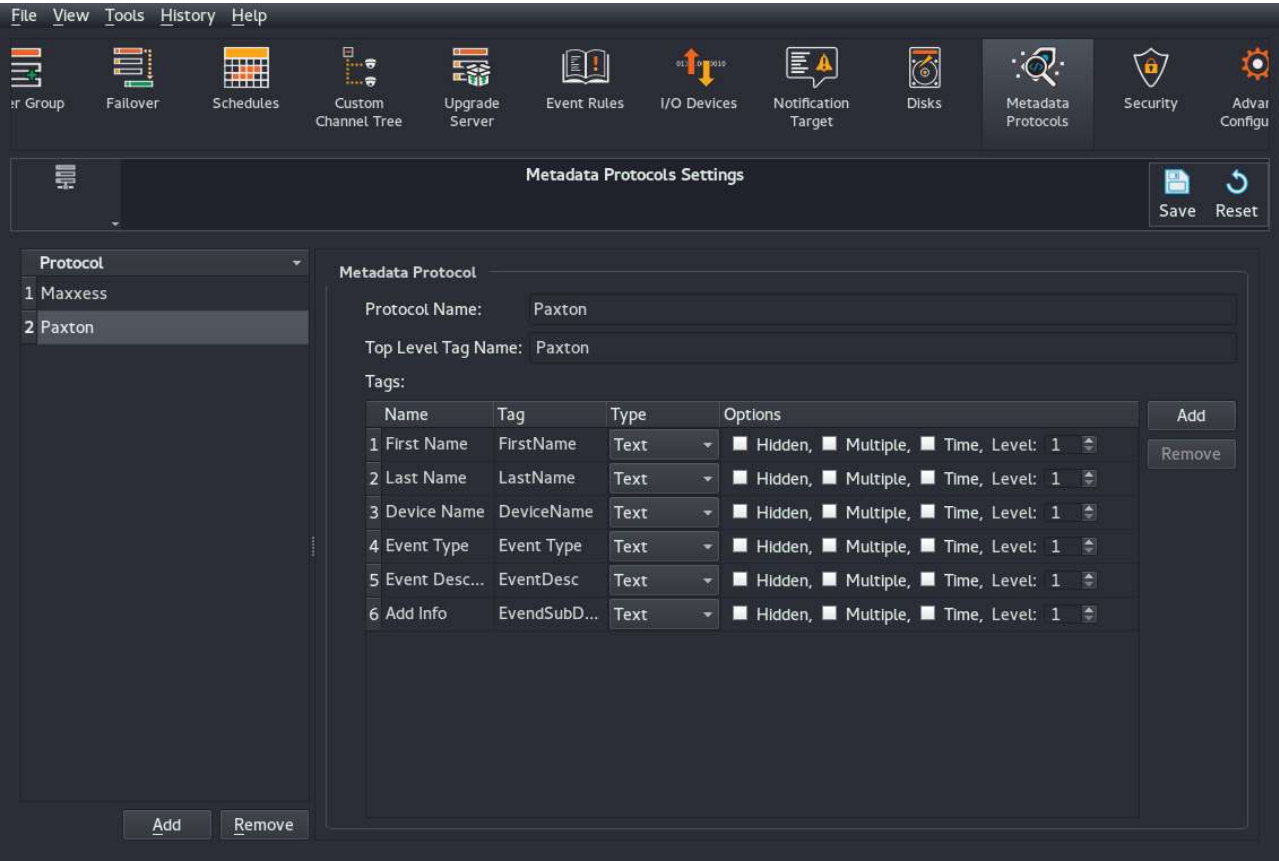 File View Tools History Help
er Group Failover Schedules Custom Channel Tree Upgrade Server Event Rules I/O Devices Notification Target Disks Metadata Protocols Security Advar Configu
Metadata Protocols Settings
Save Reset
Protocol
1 Maxxess
2 Paxton
Add Remove
Metadata Protocol
Protocol Name: Paxton
Top Level Tag Name: Paxton
Tags:
Name Tag Type Options
1 First Name FirstName Text Hidden, Multiple, Time, Level: 1
2 Last Name LastName Text Hidden, Multiple, Time, Level: 1
3 Device Name DeviceName Text Hidden, Multiple, Time, Level: 1
4 Event Type Event Type Text Hidden, Multiple, Time, Level: 1
5 Event Desc... EventDesc Text Hidden, Multiple, Time, Level: 1
6 Add Info EvendSubD... Text Hidden, Multiple, Time, Level: 1
Add
Remove